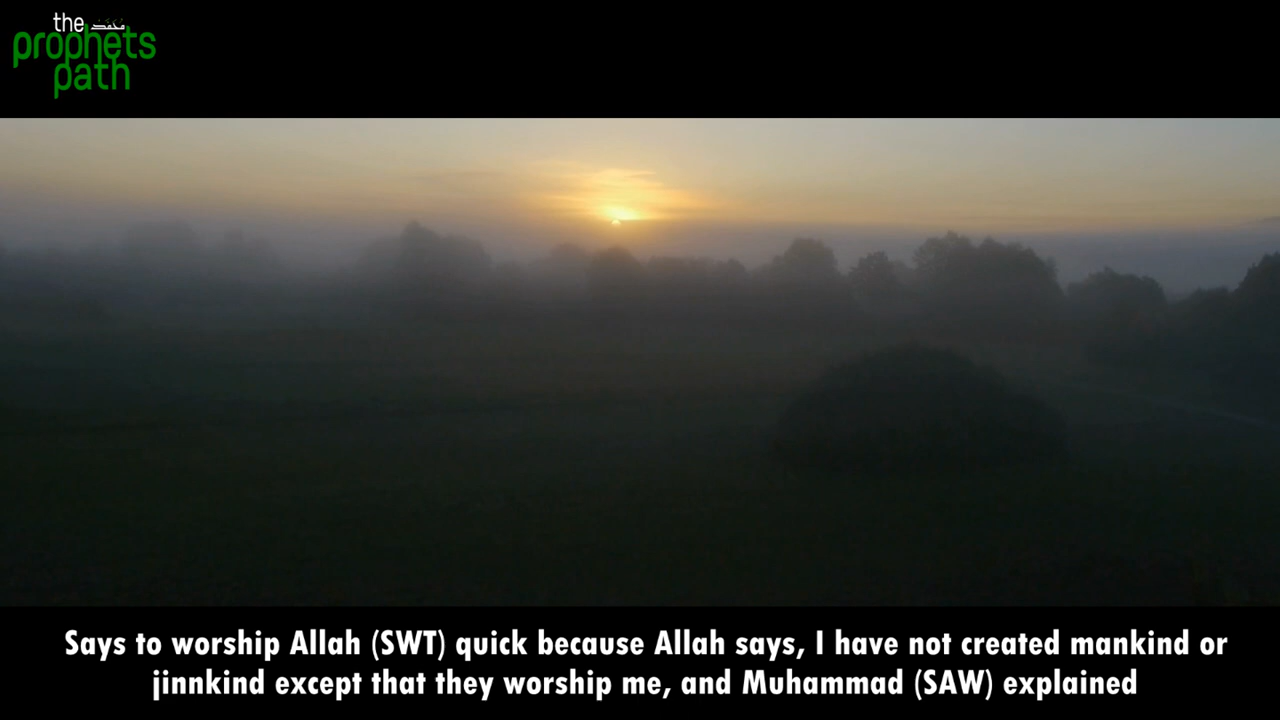 the مُحَمَّد
prophets
path
Says to worship Allah (SWT) quick because Allah says, I have not created mankind or
jinnkind except that they worship me, and Muhammad (SAW) explained